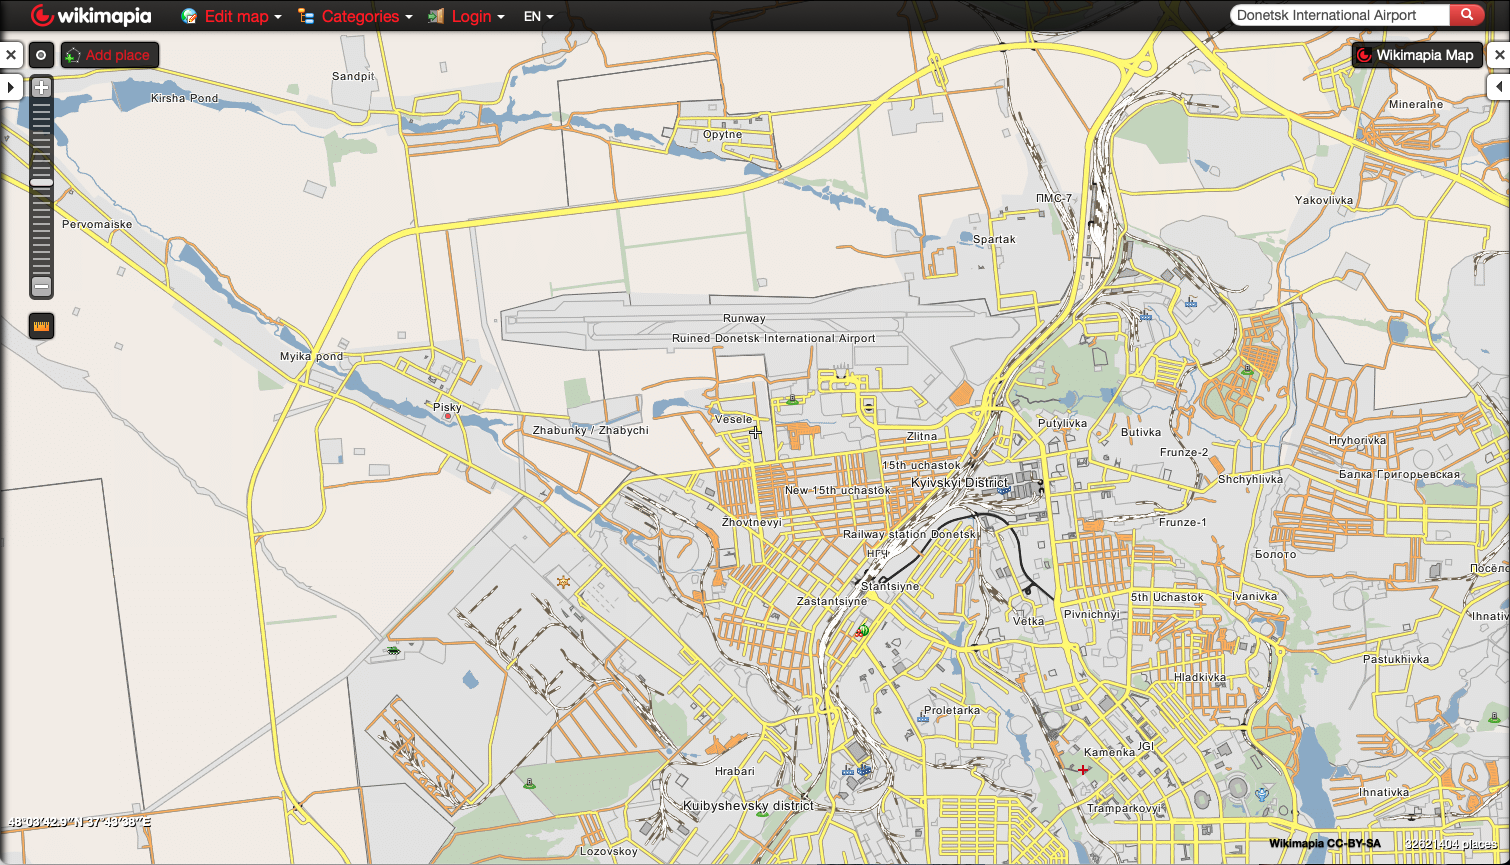 wikimapia
Edit map
Categories
Login
EN
Donetsk International Airport
Add place
Wikimapia Map
Sandpit
Kirsha Pond
Opytne
Mineralne
ПМС-7
Yakovlivka
Pervomaiske
Spartak
Runway
Ruined Donetsk International Airport
Myika pond
Pisky
Zhabunky / Zhabychi
Vesele
Zlitna
Putylivka
Butivka
Hryhorivka
Frunze-2
15th uchastok
Kyivskyi District
Shchyhlivka
Балка Григорьевская
New 15th uchastok
Zhovtnevyi
Frunze-1
Railway station Donetsk
НГЧ
Болото
Посёло
Stantsiyne
Zastantsiyne
5th Uchastok
Ivanivka
Vetka
Pivnichnyi
Ihnativ
Pastukhivka
Hladkivka
Proletarka
Kamenka
JGI
Hrabari
Kuibyshevsky district
Tramparkovyi
Ihnativka
48°03'42.9"N 37°43'38"E
Lozovskoy
Wikimapia CC-BY-SA
32621404 places